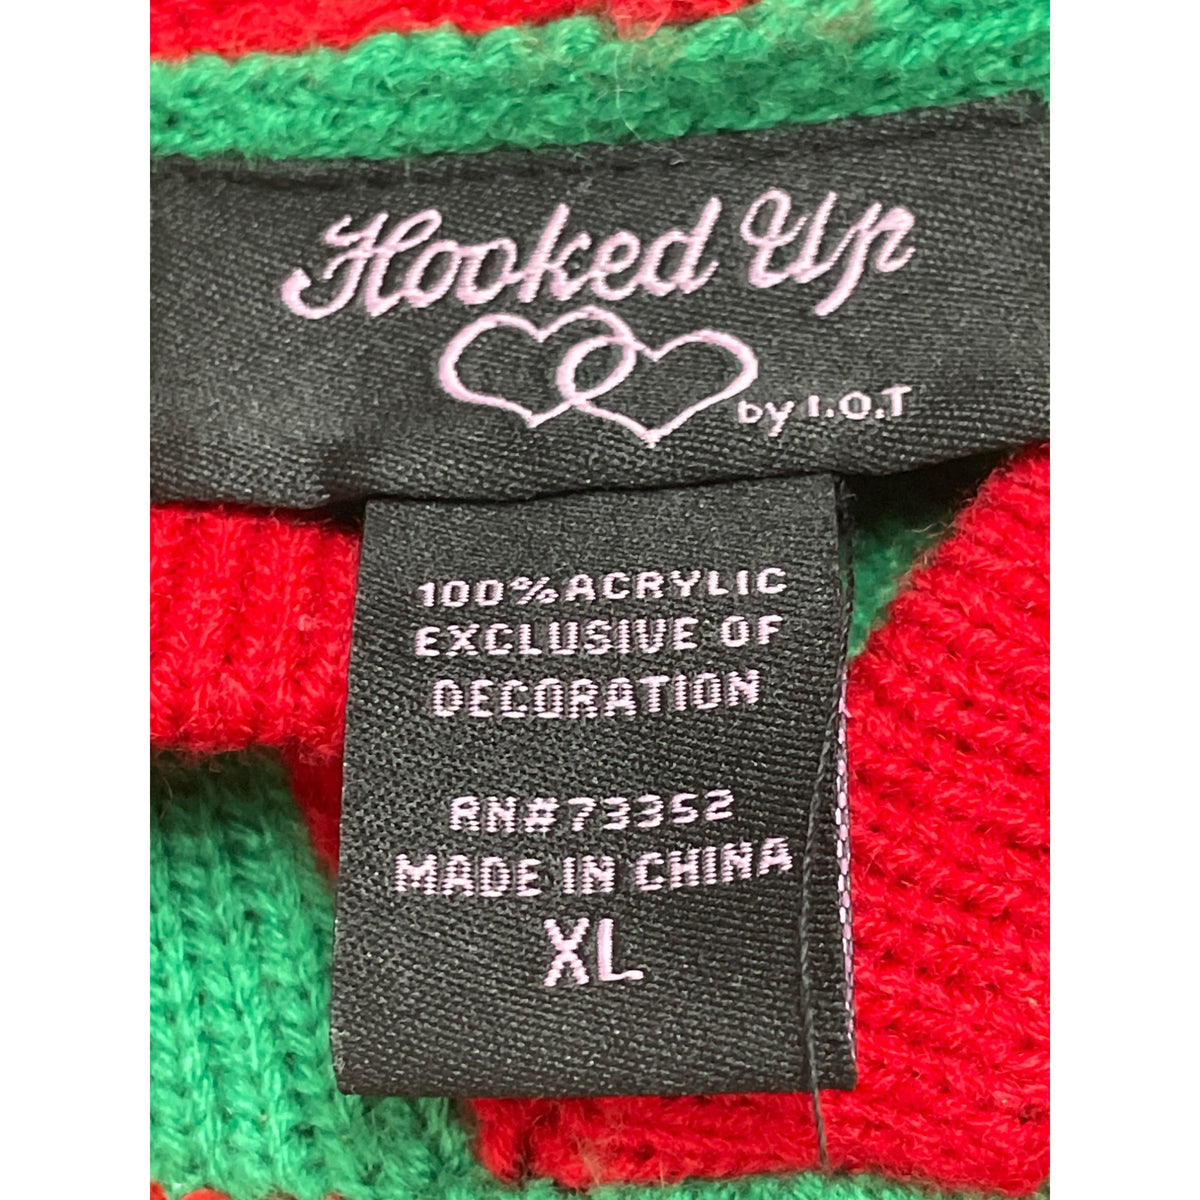 Hooked Up
by I.O.T
100% ACRYLIC
EXCLUSIVE OF
DECORATION
RN#73352
MADE IN CHINA
XL